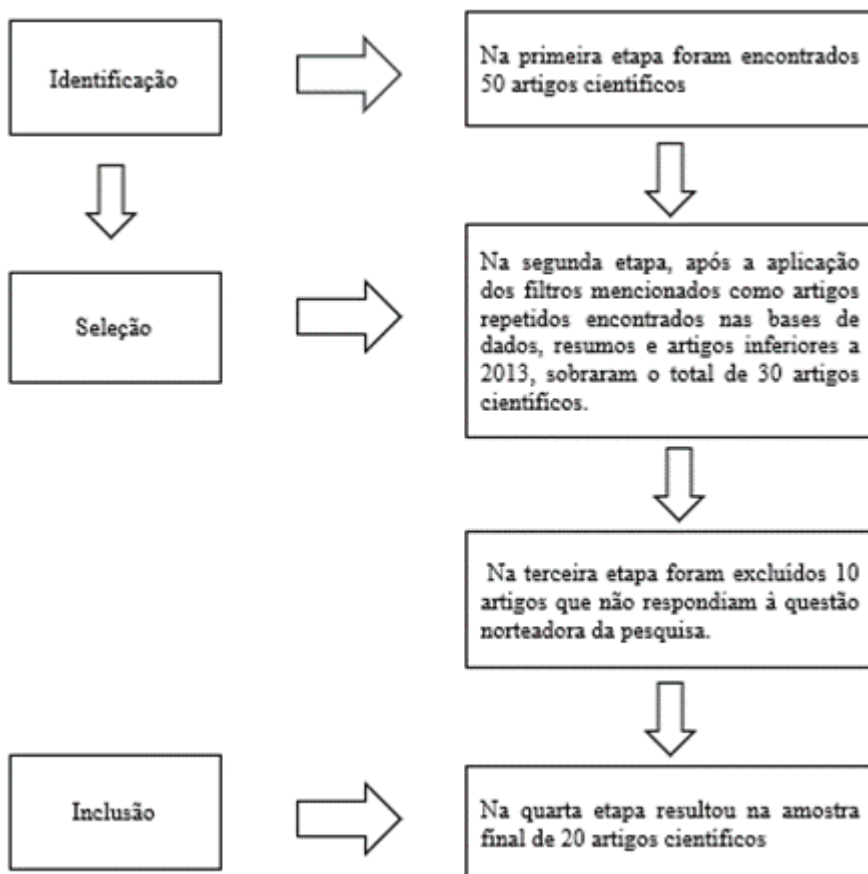 Identificação
Na primeira etapa foram encontrados
50 artigos científicos
Seleção
Na segunda etapa, após a aplicação
dos filtros mencionados como artigos
repetidos encontrados nas bases de
dados, resumos e artigos inferiores a
2013, sobraram o total de 30 artigos
científicos.
Na terceira etapa foram excluídos 10
artigos que não respondiam à questão
norteadora da pesquisa.
Inclusão
Na quarta etapa resultou na amostra
final de 20 artigos científicos